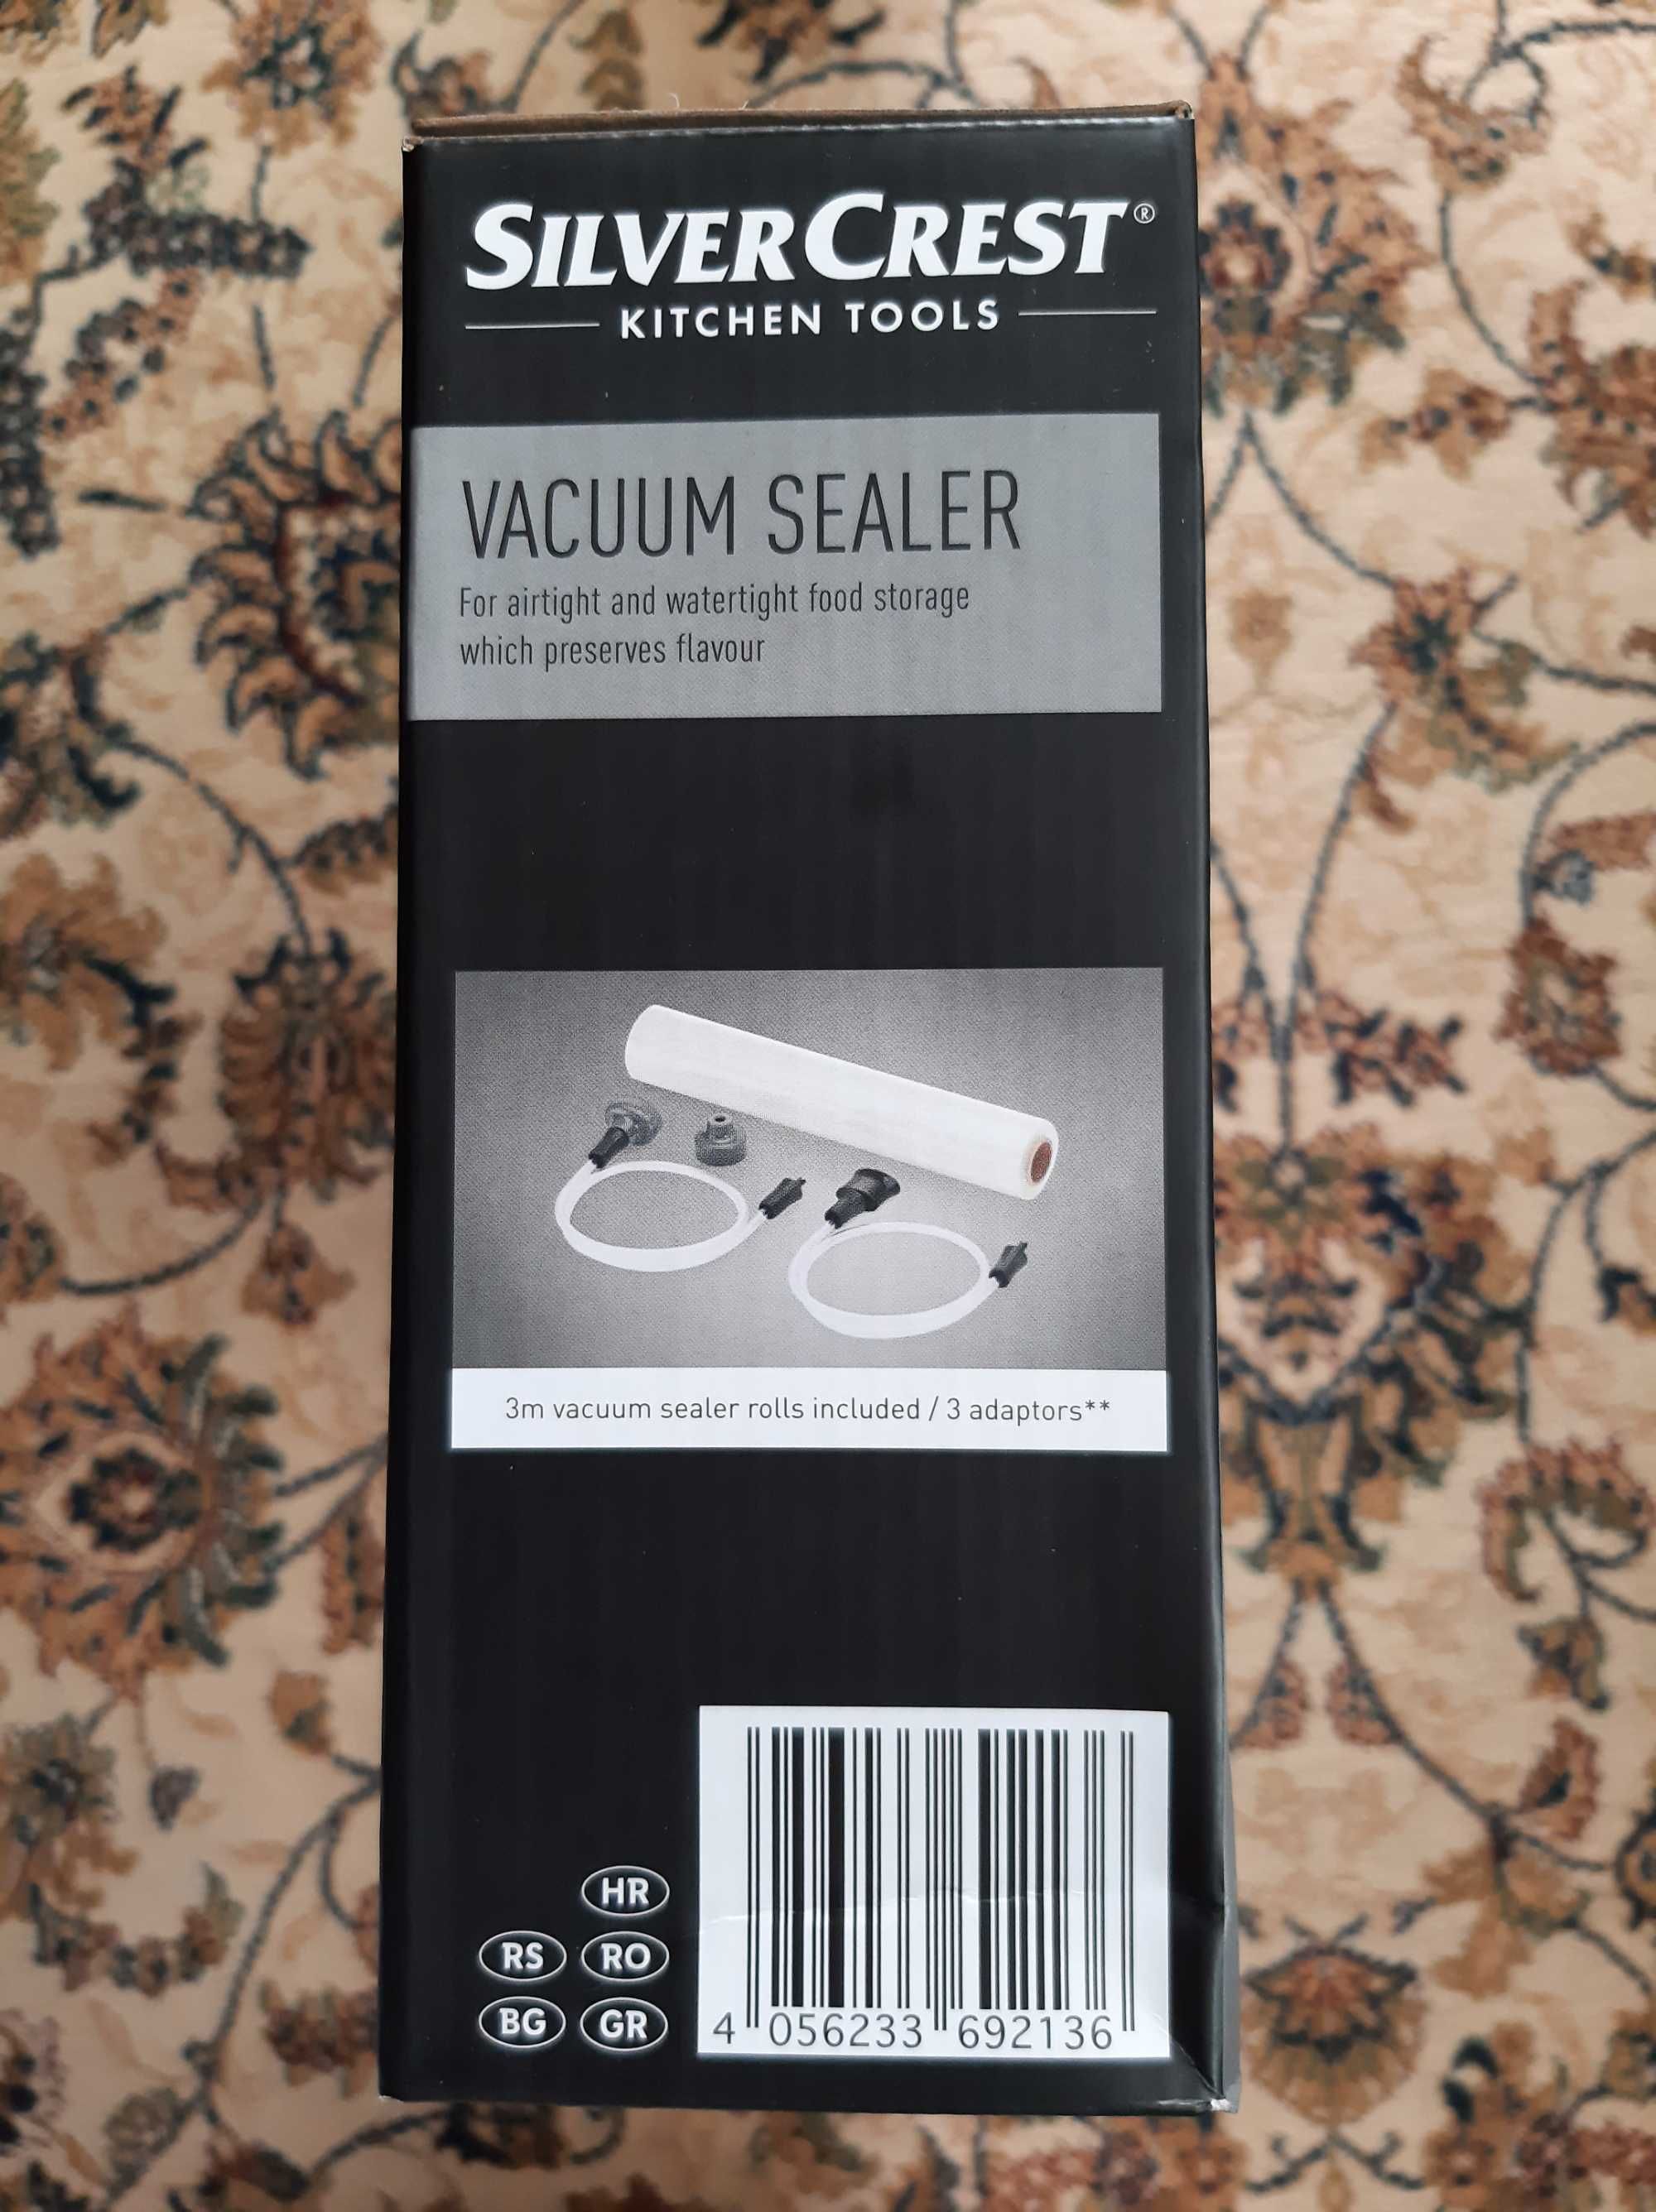 SILVERCREST®
KITCHEN TOOLS
VACUUM SEALER
For airtight and watertight food storage
which preserves flavour
3m vacuum sealer rolls included / 3 adaptors**
HR
RS RO
BG GR
4 056233 692136